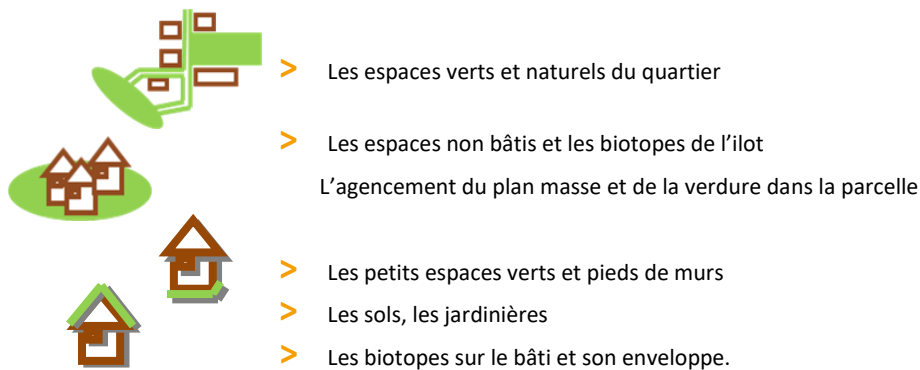 > Les espaces verts et naturels du quartier
> Les espaces non bâtis et les biotopes de l’ilot
L’agencement du plan masse et de la verdure dans la parcelle
> Les petits espaces verts et pieds de murs
> Les sols, les jardinières
> Les biotopes sur le bâti et son enveloppe.